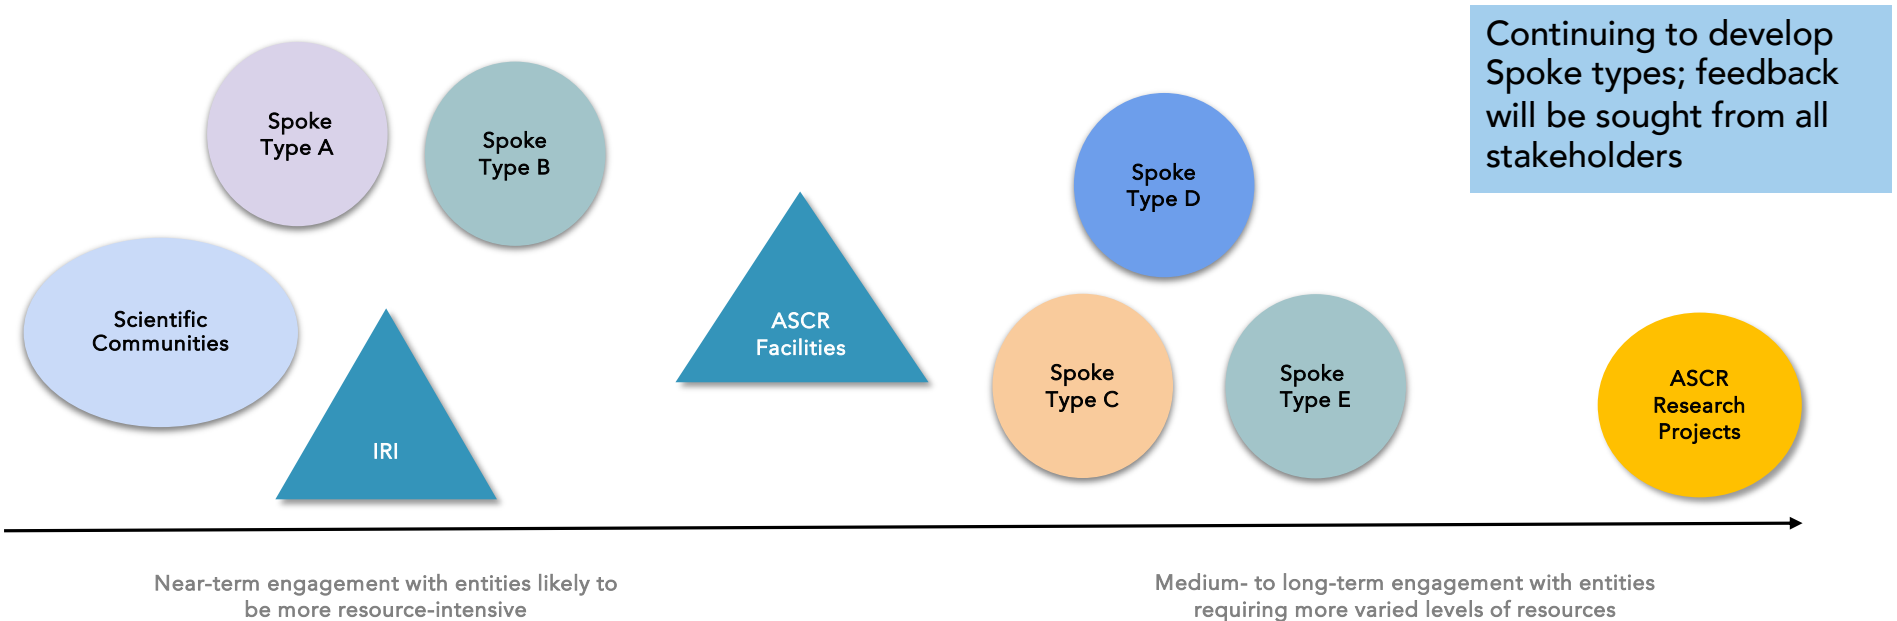 Continuing to develop
Spoke types; feedback
will be sought from all
stakeholders
Spoke
Type A
Spoke
Type B
Spoke
Type D
Scientific
Communities
ASCR
Facilities
Spoke
Type C
Spoke
Type E
ASCR
Research
Projects
IRI
Near-term engagement with entities likely to
be more resource-intensive
Medium- to long-term engagement with entities
requiring more varied levels of resources